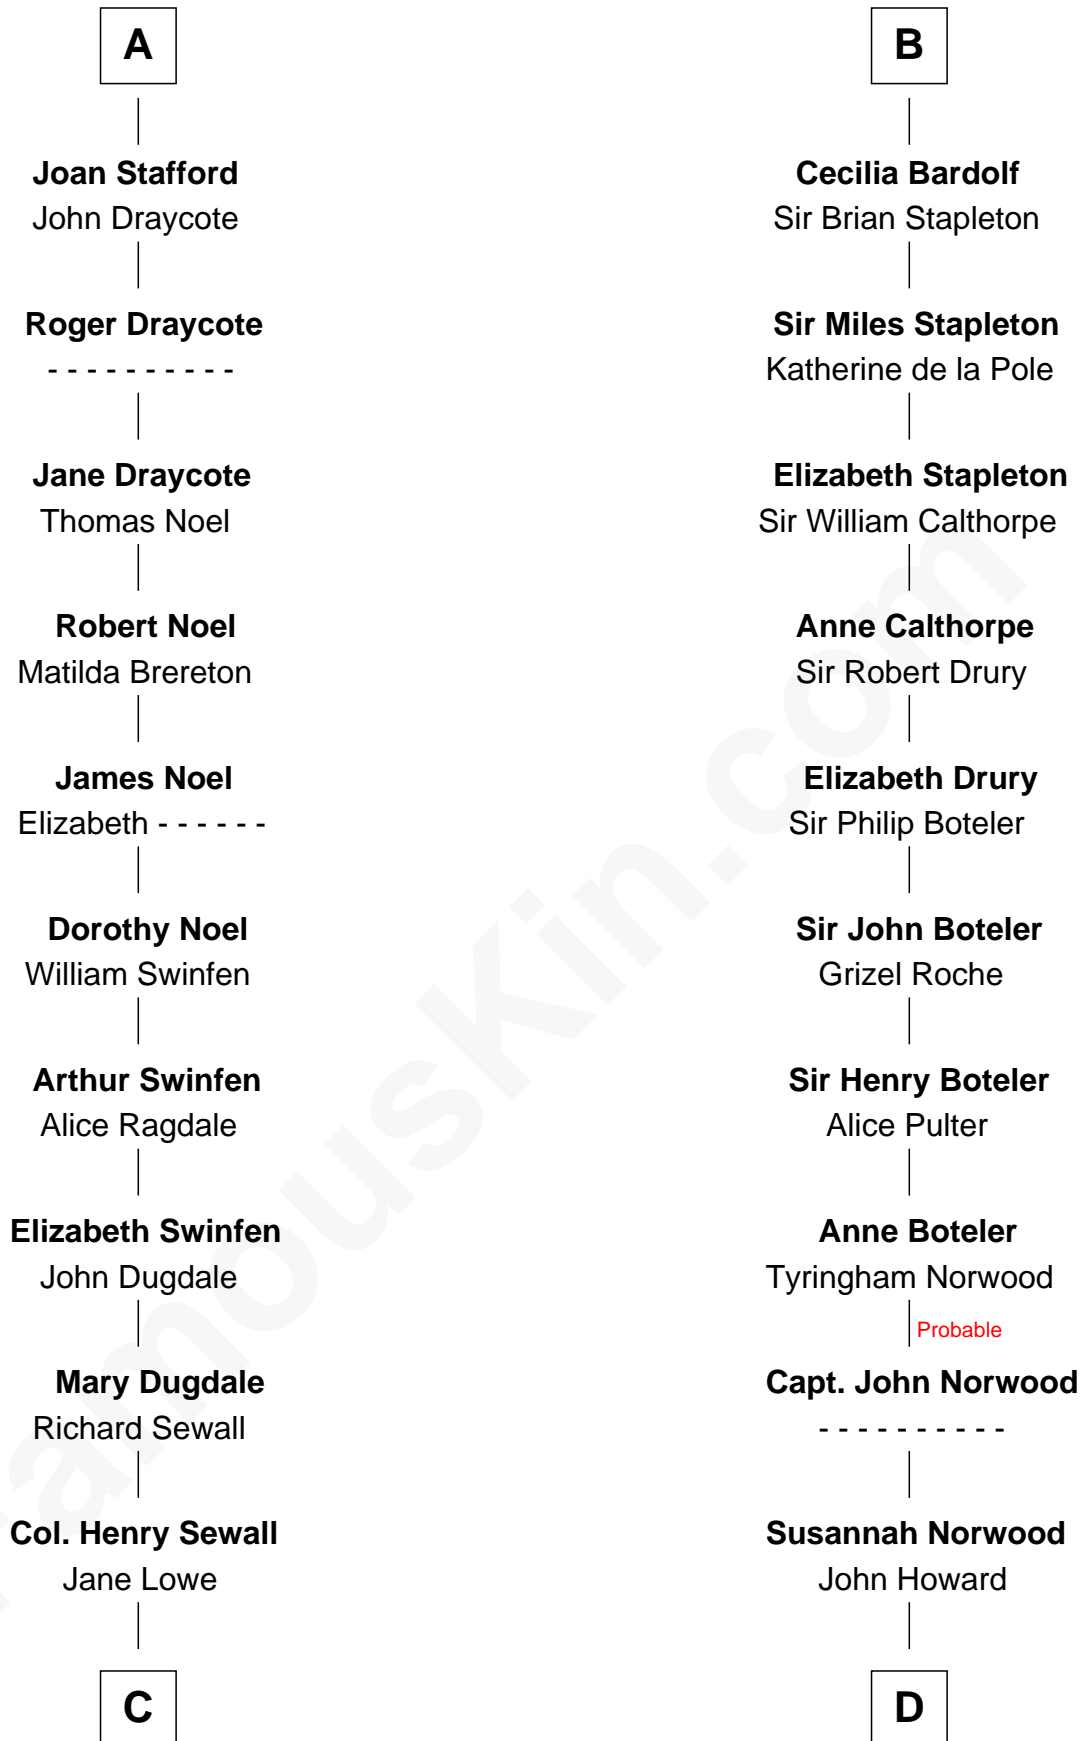 A
Joan Stafford
John Draycote
Roger Draycote
- - - - - - - - - -
Jane Draycote
Thomas Noel
Robert Noel
Matilda Brereton
James Noel
Elizabeth - - - - - -
Dorothy Noel
William Swinfen
Arthur Swinfen
Alice Ragdale
Elizabeth Swinfen
John Dugdale
Mary Dugdale
Richard Sewall
Col. Henry Sewall
Jane Lowe
C
B
Cecilia Bardolf
Sir Brian Stapleton
Sir Miles Stapleton
Katherine de la Pole
Elizabeth Stapleton
Sir William Calthorpe
Anne Calthorpe
Sir Robert Drury
Elizabeth Drury
Sir Philip Boteler
Sir John Boteler
Grizel Roche
Sir Henry Boteler
Alice Pulter
Anne Boteler
Tyringham Norwood
Probable
Capt. John Norwood
- - - - - - - - - -
Susannah Norwood
John Howard
D
FamousKin.com